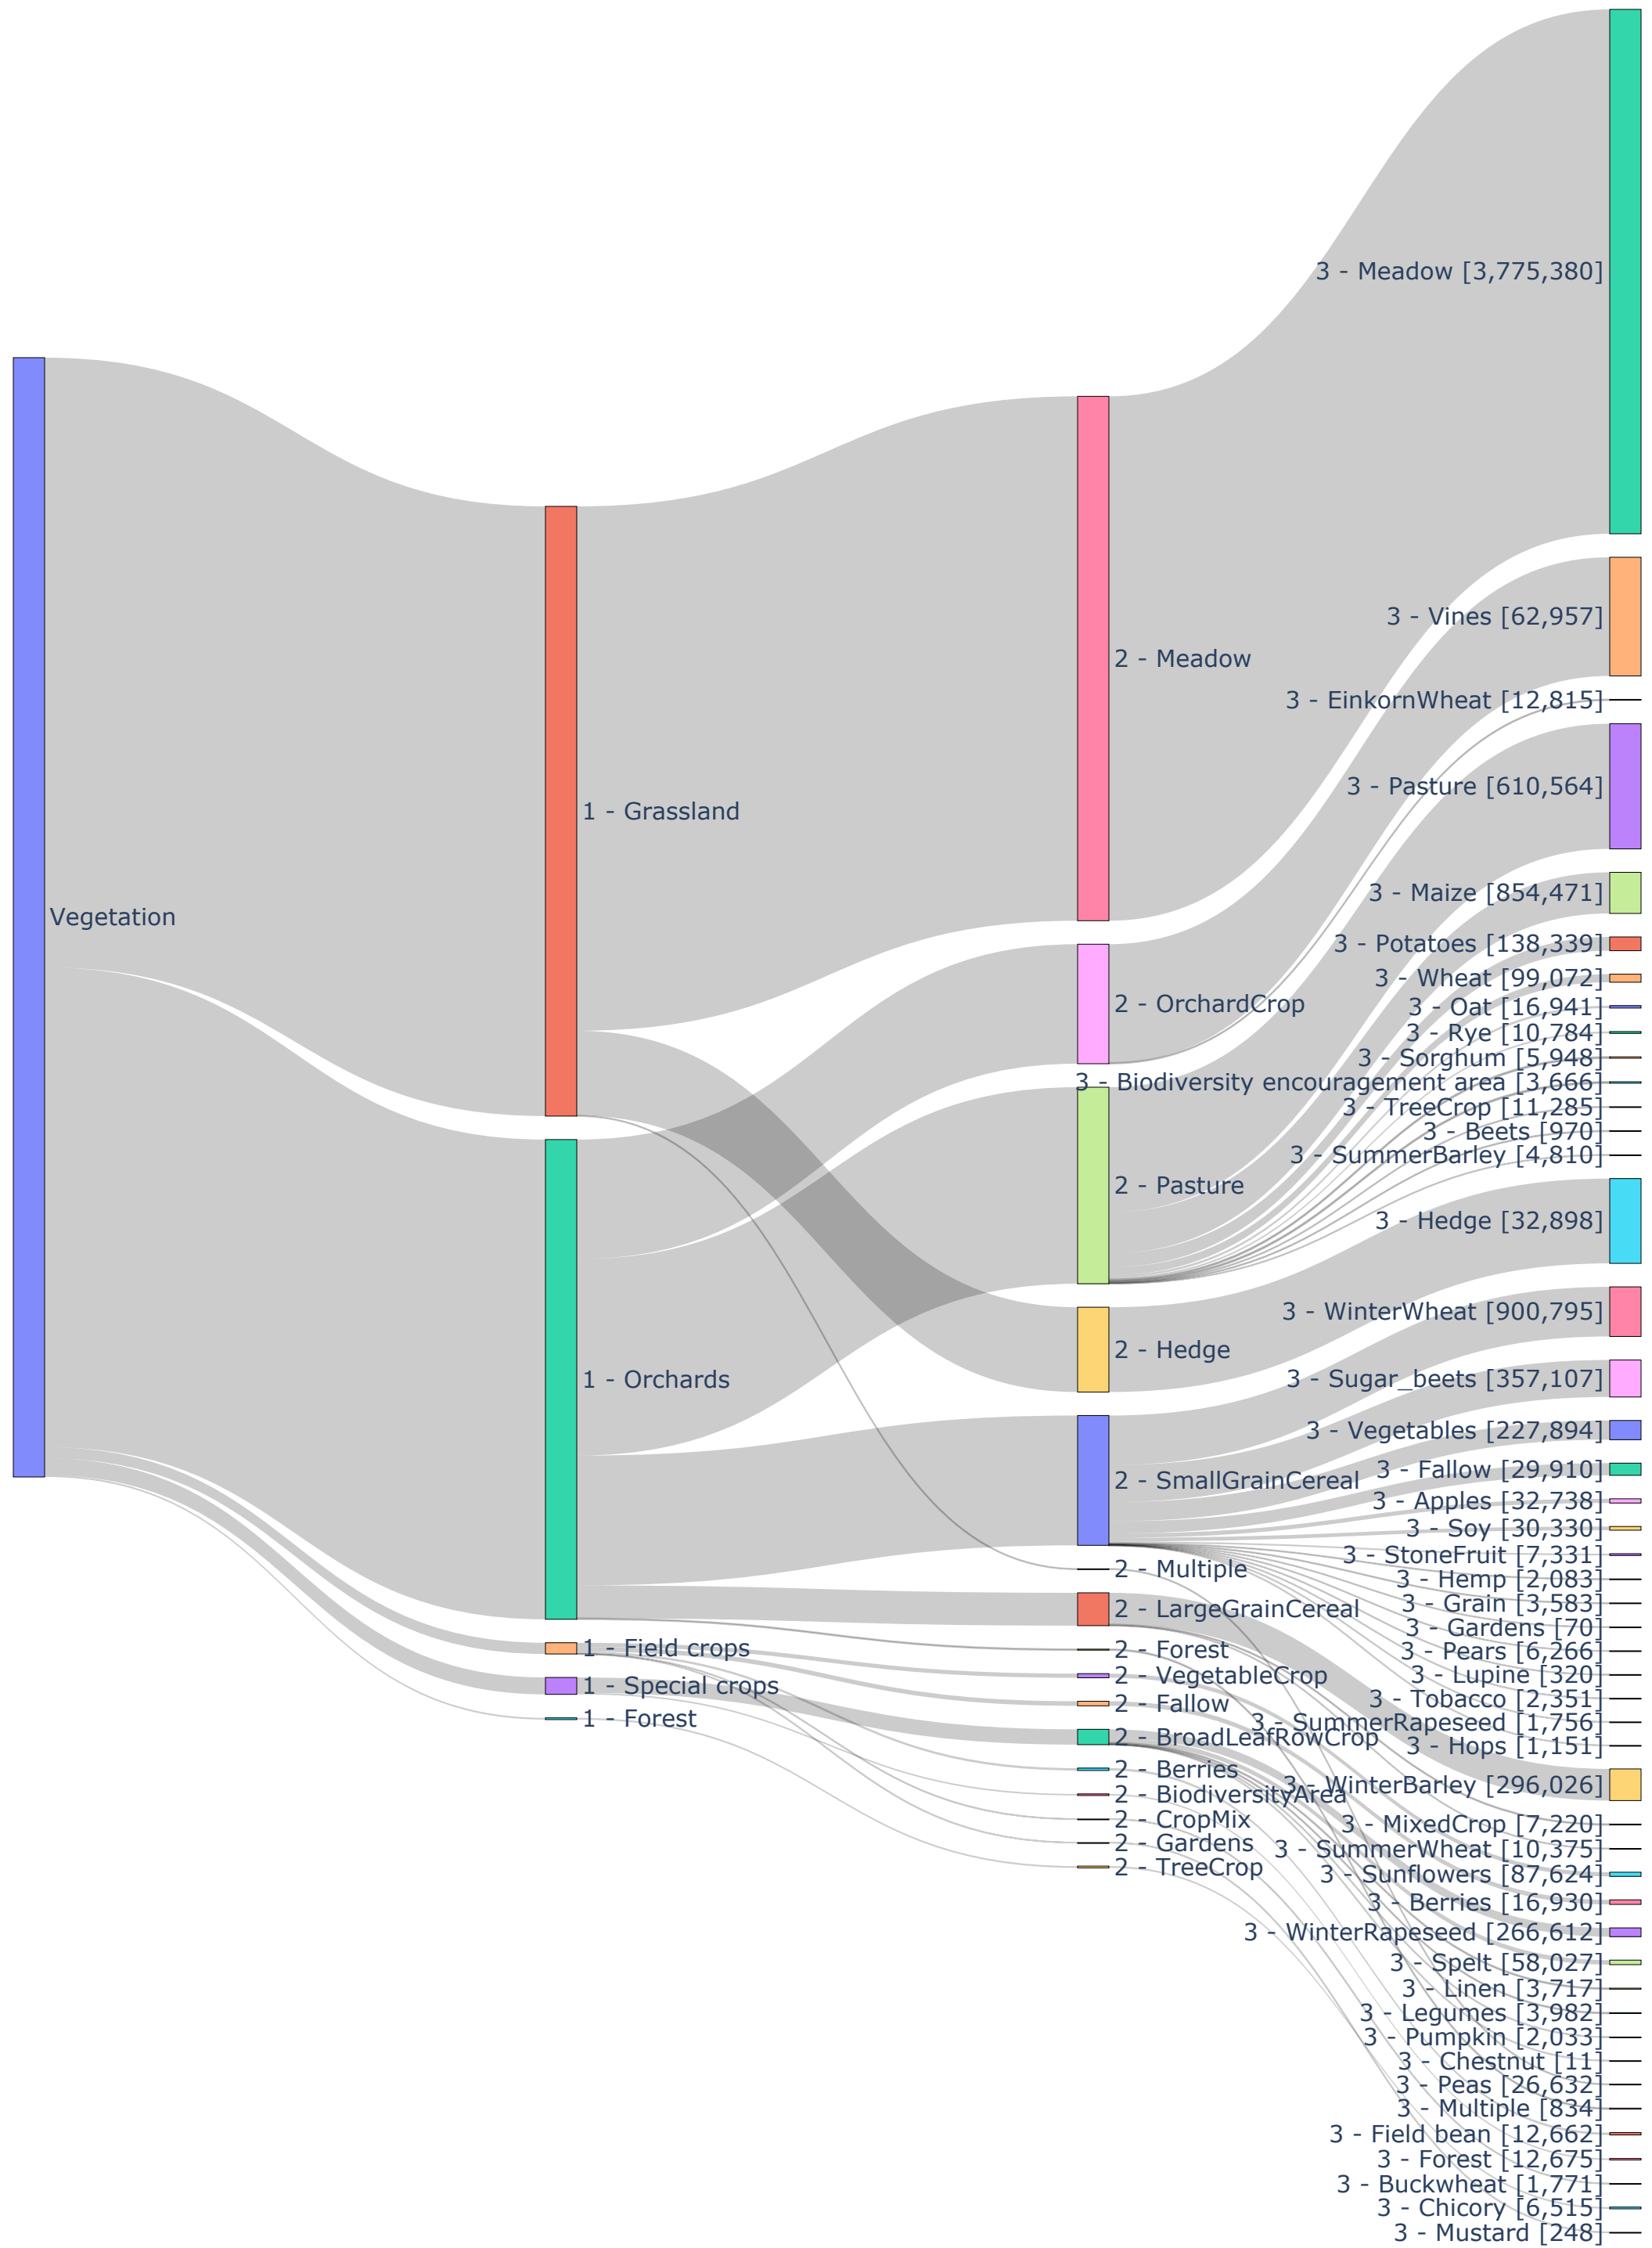 Vegetation
1 - Grassland
1 - Orchards
1 - Field crops
1 - Special crops
1 - Forest
2 - Meadow
2 - OrchardCrop
2 - Pasture
2 - Hedge
2 - SmallGrainCereal
2 - Multiple
2 - LargeGrainCereal
2 - Forest
2 - VegetableCrop
2 - Fallow
2 - BroadLeafRowCrop
2 - Berries
2 - BiodiversityArea
2 - CropMix
2 - Gardens
2 - TreeCrop
3 - Meadow [3,775,380]
3 - Vines [62,957]
3 - EinkornWheat [12,815]
3 - Pasture [610,564]
3 - Maize [854,471]
3 - Potatoes [138,339]
3 - Wheat [99,072]
3 - Oat [16,941]
3 - Rye [10,784]
3 - Sorghum [5,948]
3 - Biodiversity encouragement area [3,666]
3 - TreeCrop [11,285]
3 - Beets [970]
3 - SummerBarley [4,810]
3 - Hedge [32,898]
3 - WinterWheat [900,795]
3 - Sugar_beets [357,107]
3 - Vegetables [227,894]
3 - Fallow [29,910]
3 - Apples [32,738]
3 - Soy [30,330]
3 - StoneFruit [7,331]
3 - Hemp [2,083]
3 - Grain [3,583]
3 - Gardens [70]
3 - Pears [6,266]
3 - Lupine [320]
3 - Tobacco [2,351]
3 - SummerRapeseed [1,756]
3 - Hops [1,151]
3 - WinterBarley [296,026]
3 - MixedCrop [7,220]
3 - SummerWheat [10,375]
3 - Sunflowers [87,624]
3 - Berries [16,930]
3 - WinterRapeseed [266,612]
3 - Spelt [58,027]
3 - Linen [3,717]
3 - Legumes [3,982]
3 - Pumpkin [2,033]
3 - Chestnut [11]
3 - Peas [26,632]
3 - Multiple [834]
3 - Field bean [12,662]
3 - Forest [12,675]
3 - Buckwheat [1,771]
3 - Chicory [6,515]
3 - Mustard [248]